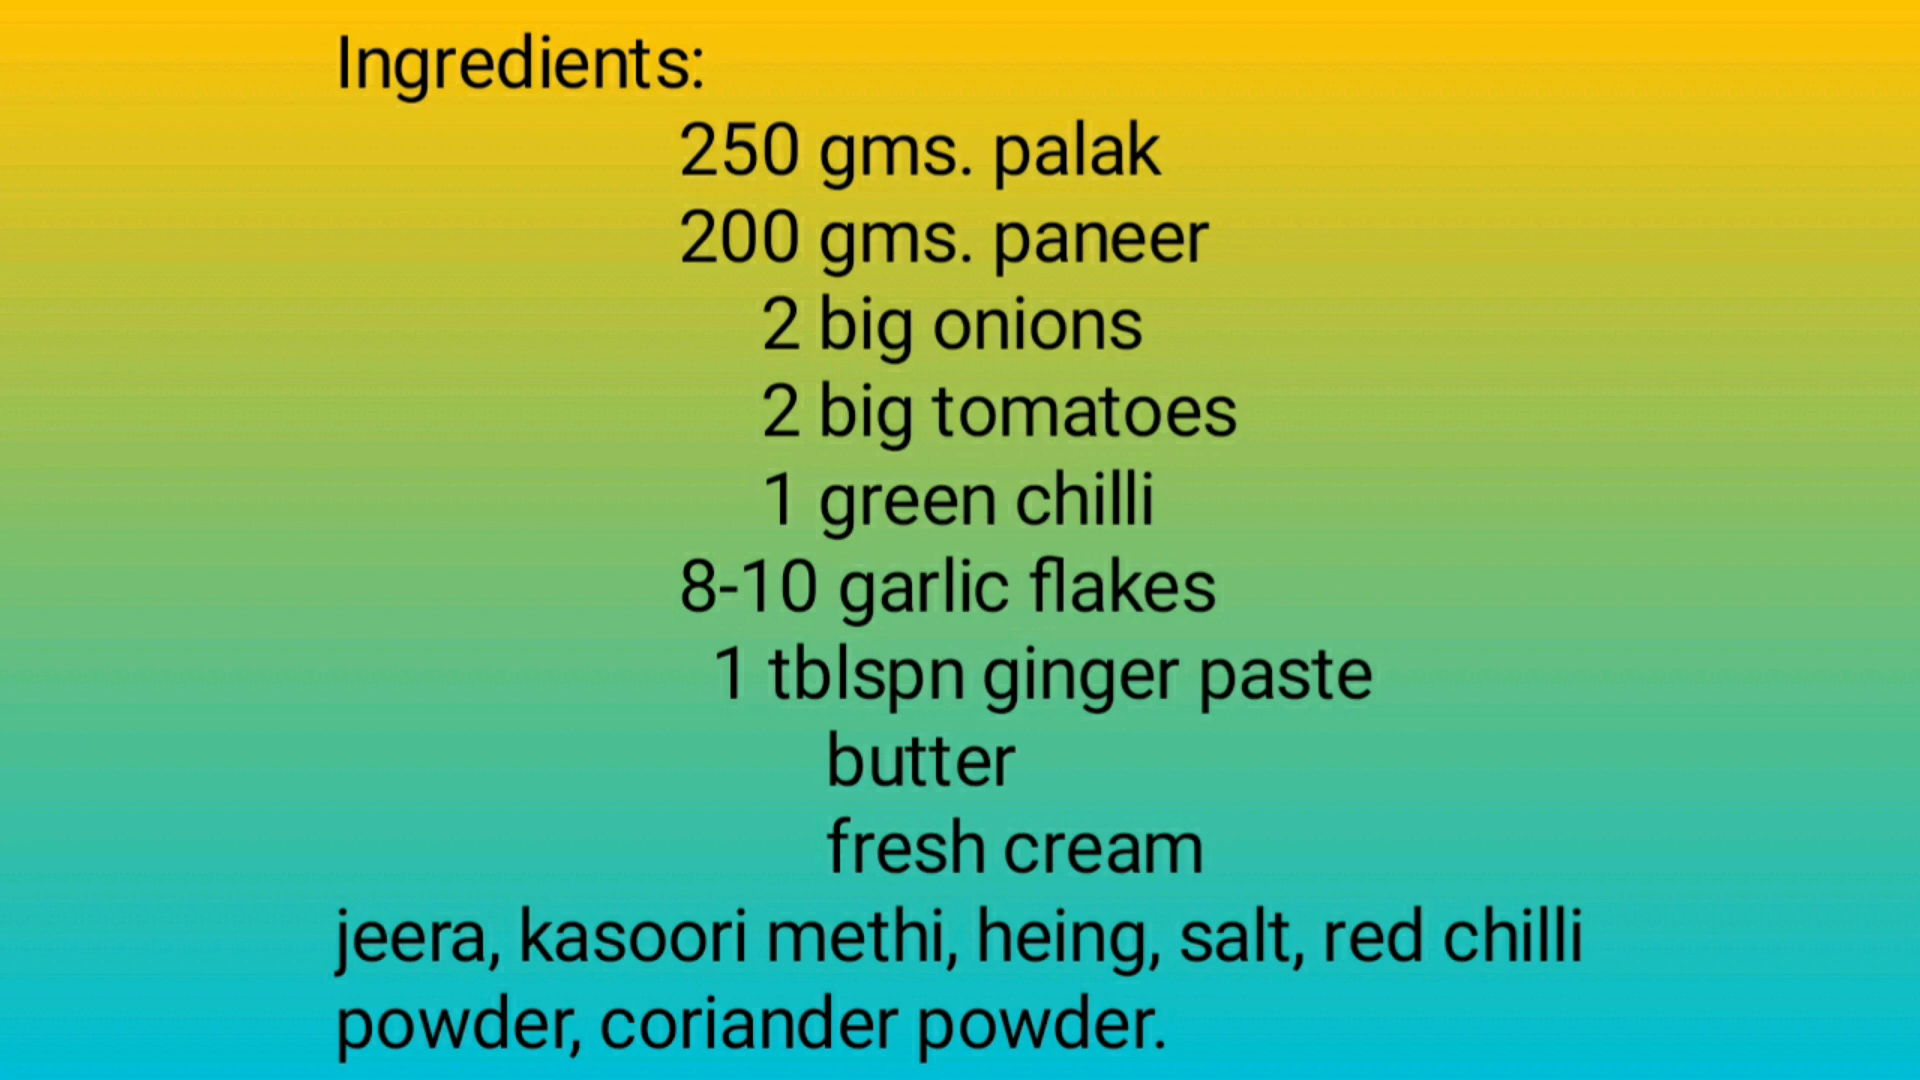 Ingredients:
250 gms. palak
200 gms. paneer
2 big onions
2 big tomatoes
1 green chilli
8-10 garlic flakes
1 tblspn ginger paste
butter
fresh cream
jeera, kasoori methi, heing, salt, red chilli
powder, coriander powder.